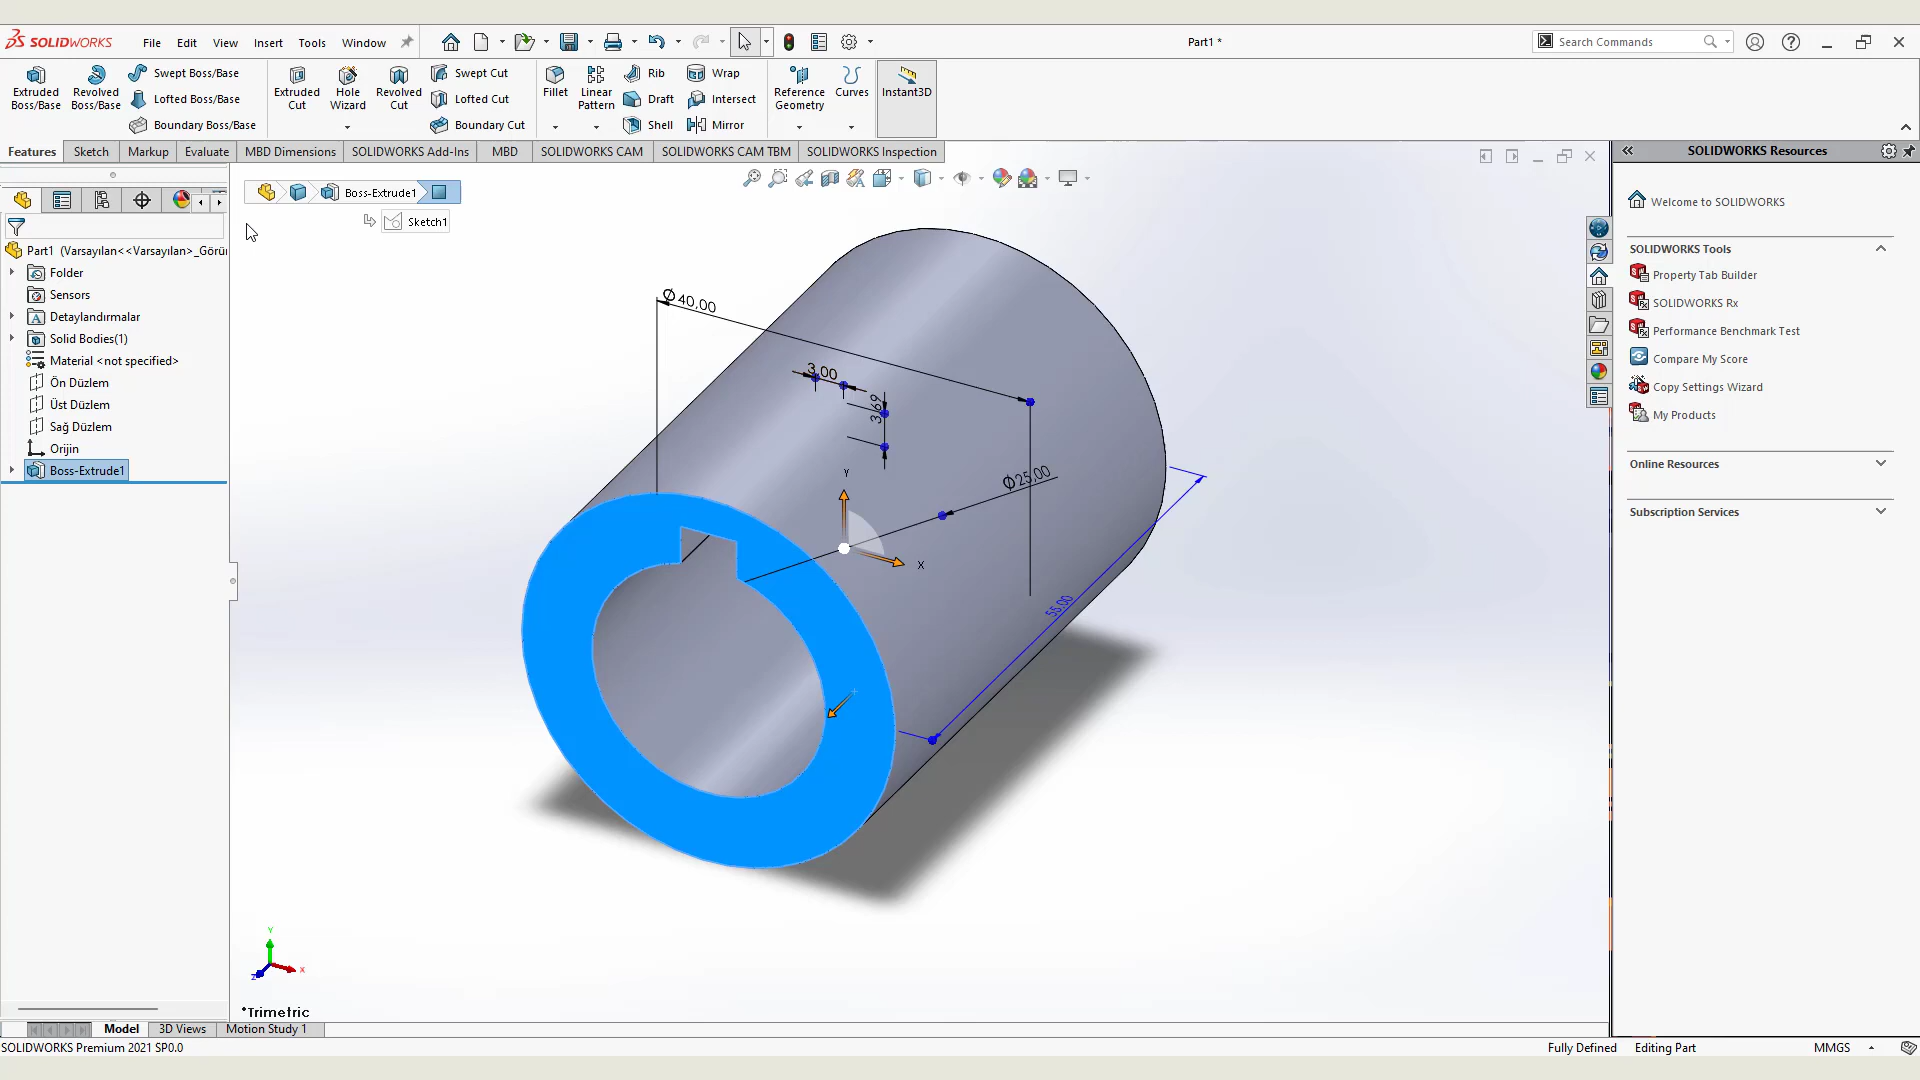 SOLIDWORKS File Edit View Insert Tools Window Part1 * Search Commands
Extruded Boss/Base
Revolved Boss/Base
Swept Boss/Base
Lofted Boss/Base
Boundary Boss/Base
Extruded Cut
Hole Wizard
Revolved Cut
Swept Cut
Lofted Cut
Boundary Cut
Fillet
Linear Pattern
Rib
Draft
Shell
Wrap
Intersect
Mirror
Reference Geometry
Curves
Instant3D
Features Sketch Markup Evaluate MBD Dimensions SOLIDWORKS Add-Ins MBD SOLIDWORKS CAM SOLIDWORKS CAM TBM SOLIDWORKS Inspection
Boss-Extrude1
Sketch1
Part1 (Varsayılan<<Varsayılan>_Görü
Folder
Sensors
Detaylandırmalar
Solid Bodies(1)
Material <not specified>
Ön Düzlem
Üst Düzlem
Sağ Düzlem
Orijin
Boss-Extrude1
Ø40,00
3,00
3,69
Ø25,00
Y
X
55,00
Y
X
Z
*Trimetric
SOLIDWORKS Resources
Welcome to SOLIDWORKS
SOLIDWORKS Tools
Property Tab Builder
SOLIDWORKS Rx
Performance Benchmark Test
Compare My Score
Copy Settings Wizard
My Products
Online Resources
Subscription Services
Model 3D Views Motion Study 1
SOLIDWORKS Premium 2021 SP0.0 Fully Defined Editing Part MMGS